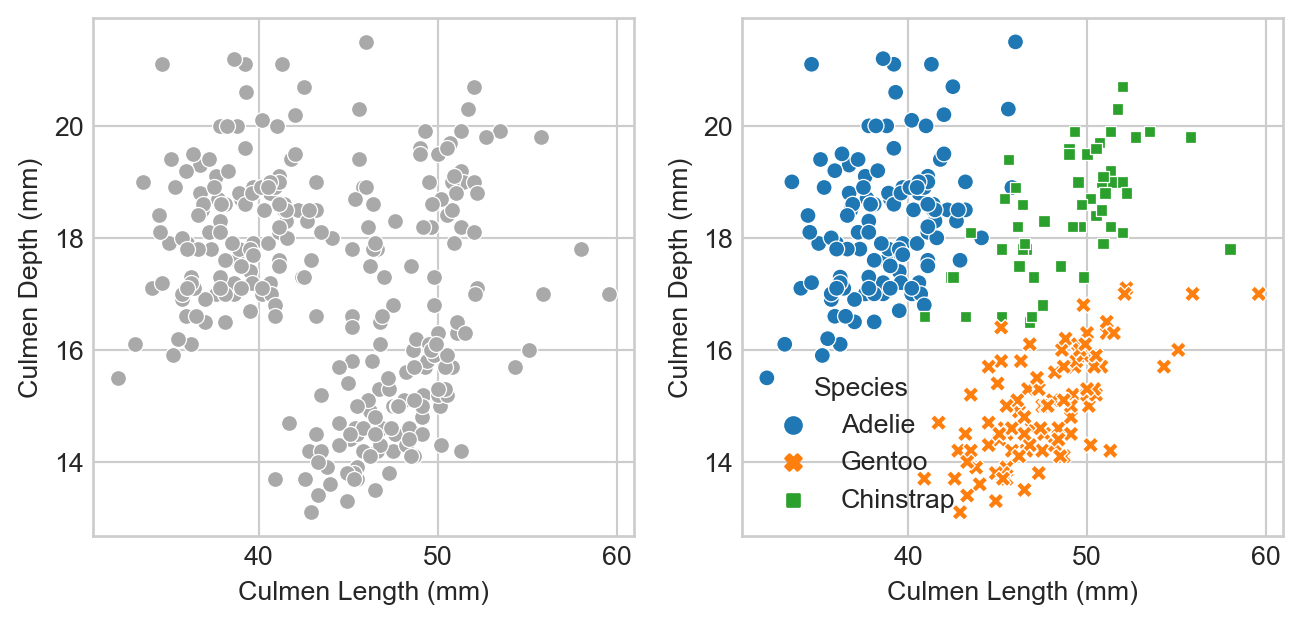 Culmen Depth (mm)
20
18
16
14
40 50 60
Culmen Length (mm)
Culmen Depth (mm)
20
18
16
14
Species
Adelie
Gentoo
Chinstrap
40 50 60
Culmen Length (mm)